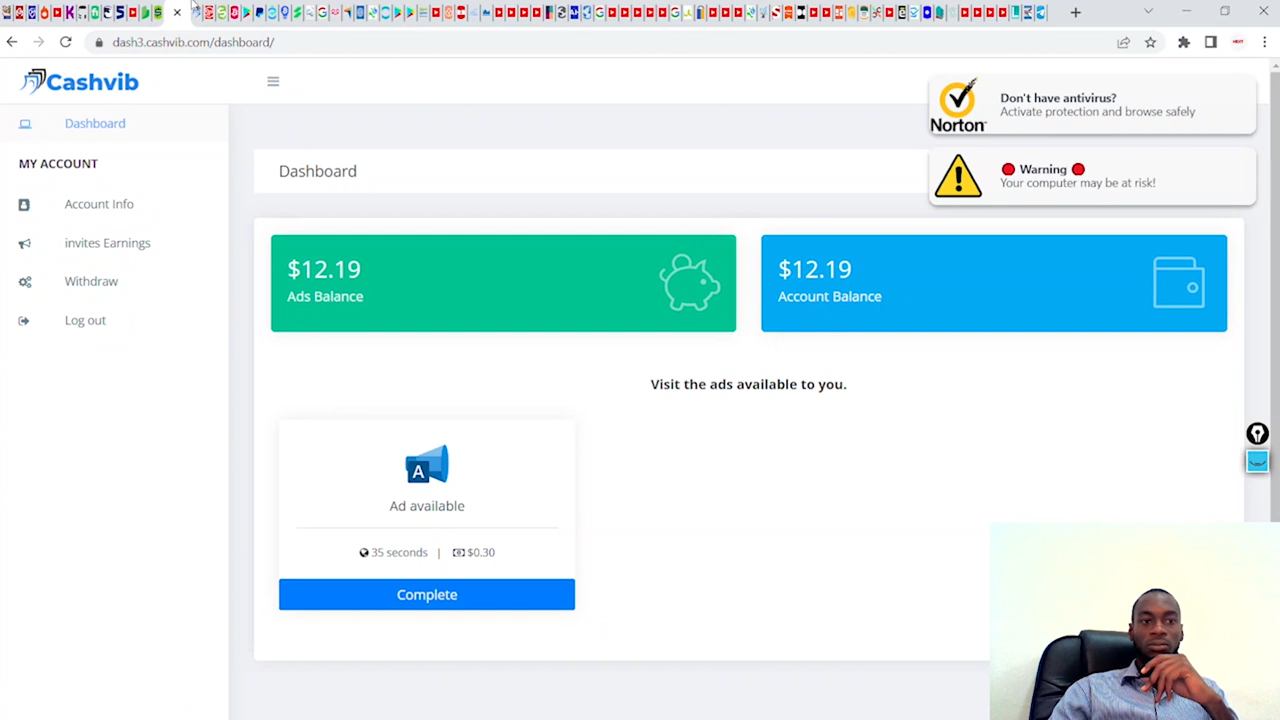 dash3.cashvib.com/dashboard/
Cashvib
Dashboard
MY ACCOUNT
Account Info
invites Earnings
Withdraw
Log out
Dashboard
Norton
Don't have antivirus?
Activate protection and browse safely
Warning
Your computer may be at risk!
$12.19
Ads Balance
$12.19
Account Balance
Visit the ads available to you.
A
Ad available
35 seconds | $0.30
Complete